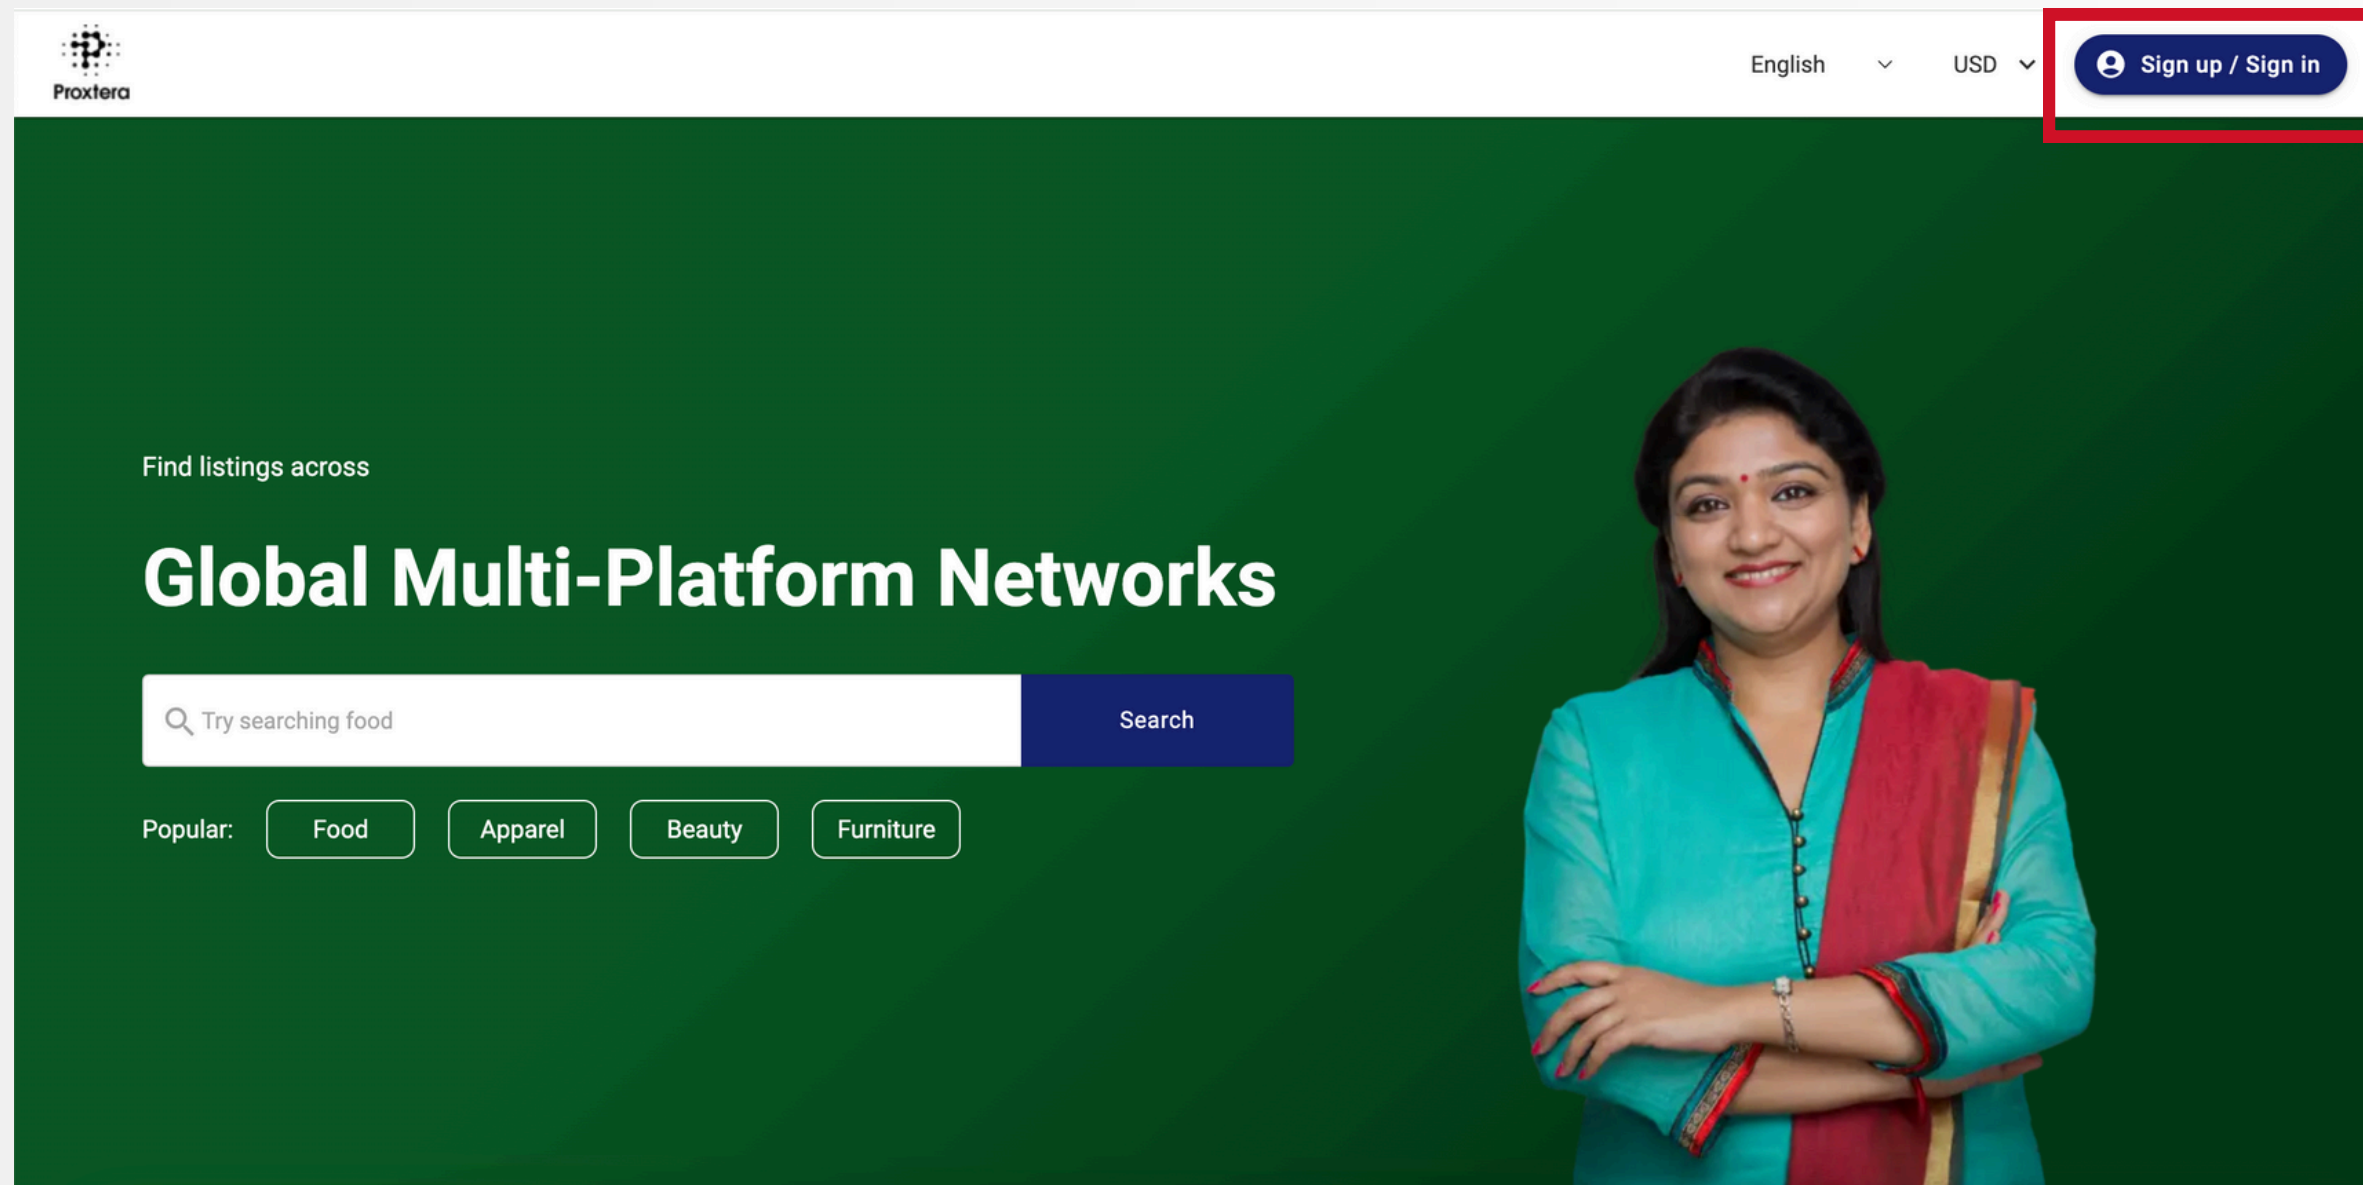 Proxtera
English
USD
Sign up / Sign in
Find listings across
Global Multi-Platform Networks
Try searching food
Search
Popular:
Food
Apparel
Beauty
Furniture